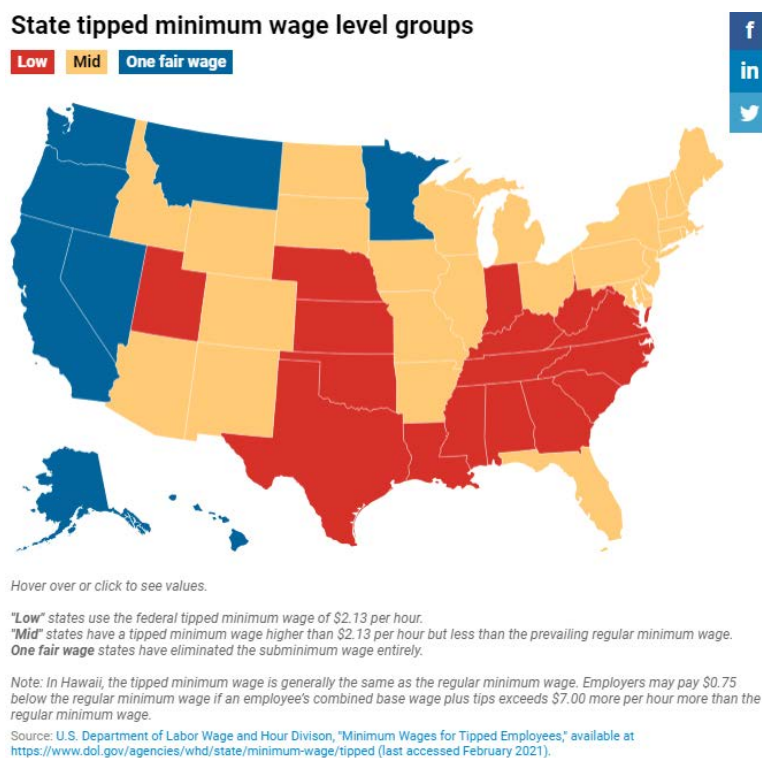 State tipped minimum wage level groups
Low Mid One fair wage
f
in
Hover over or click to see values.
"Low" states use the federal tipped minimum wage of $2.13 per hour.
"Mid" states have a tipped minimum wage higher than $2.13 per hour but less than the prevailing regular minimum wage.
One fair wage states have eliminated the subminimum wage entirely.
Note: In Hawaii, the tipped minimum wage is generally the same as the regular minimum wage. Employers may pay $0.75
below the regular minimum wage if an employee's combined base wage plus tips exceeds $7.00 more per hour more than the
regular minimum wage.
Source: U.S. Department of Labor Wage and Hour Divison, "Minimum Wages for Tipped Employees," available at
https://www.dol.gov/agencies/whd/state/minimum-wage/tipped (last accessed February 2021).